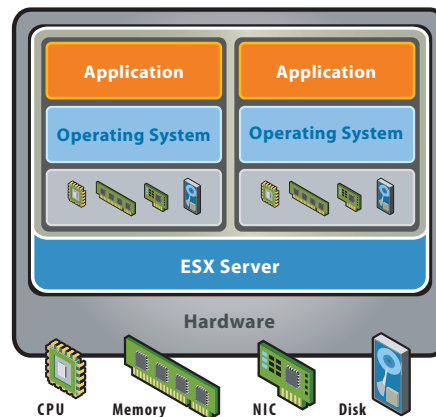 Application Application
Operating System Operating System
ESX Server
Hardware
CPU Memory NIC Disk